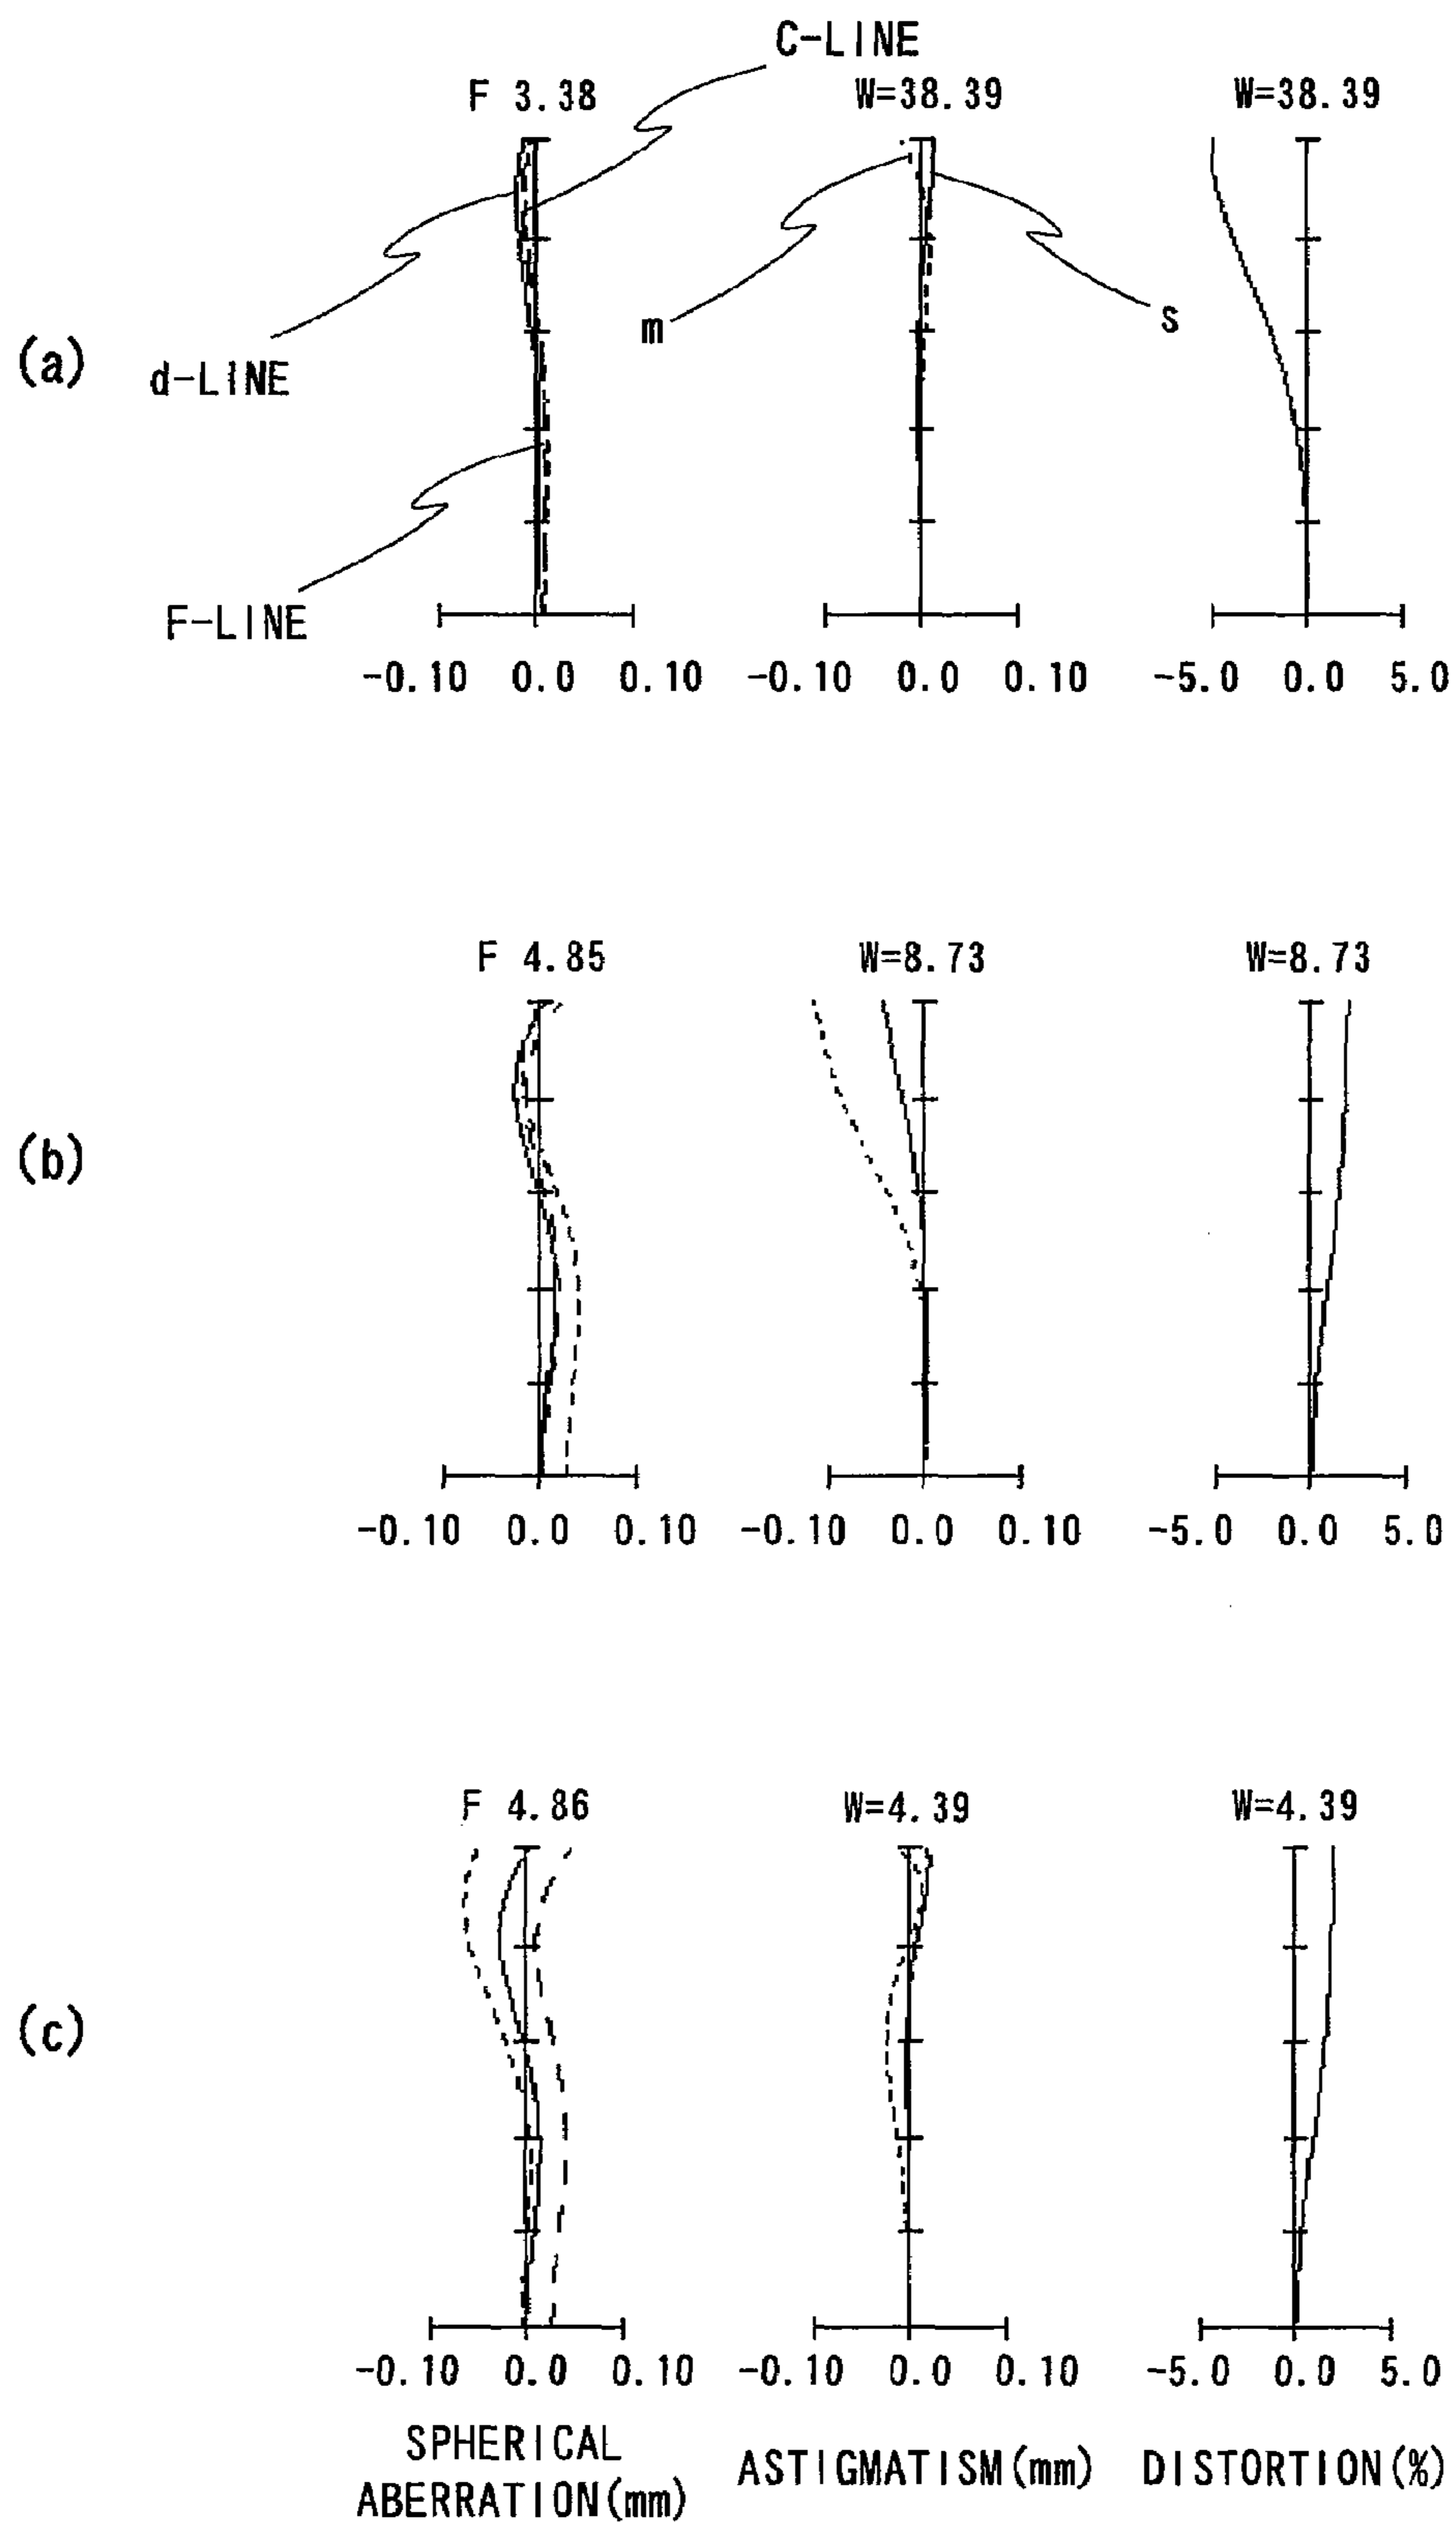 C-LINE
F 3.38
W=38.39
W=38.39
m
s
(a)
d-LINE
F-LINE
-0.10 0.0 0.10
-0.10 0.0 0.10
-5.0 0.0 5.0
F 4.85
W=8.73
W=8.73
(b)
-0.10 0.0 0.10
-0.10 0.0 0.10
-5.0 0.0 5.0
F 4.86
W=4.39
W=4.39
(c)
-0.10 0.0 0.10
-0.10 0.0 0.10
-5.0 0.0 5.0
SPHERICAL
ABERRATION(mm)
ASTIGMATISM(mm)
DISTORTION(%)